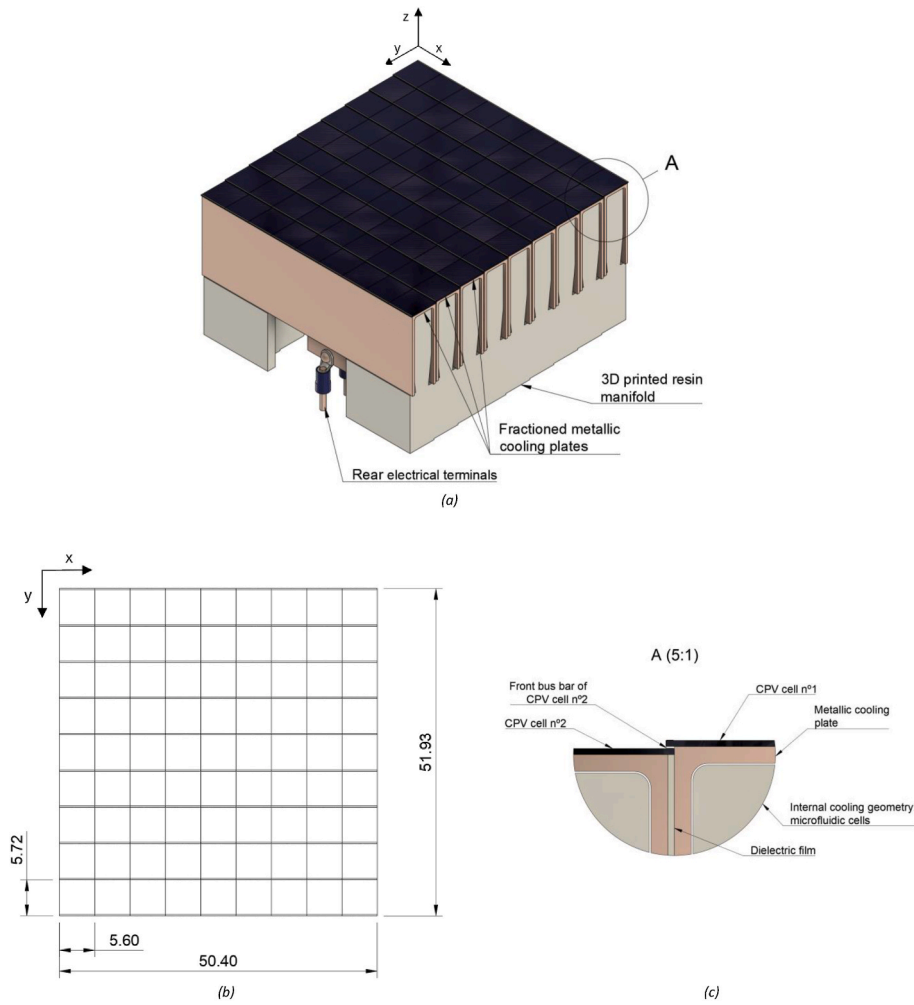 z
y
x
A
3D printed resin
manifold
Fractioned metallic
cooling plates
Rear electrical terminals
(a)
x
y
5.72
51.93
5.60
50.40
(b)
A (5:1)
Front bus bar of
CPV cell nº2
CPV cell nº1
CPV cell nº2
Metallic cooling
plate
Internal cooling geometry
microfluidic cells
Dielectric film
(c)